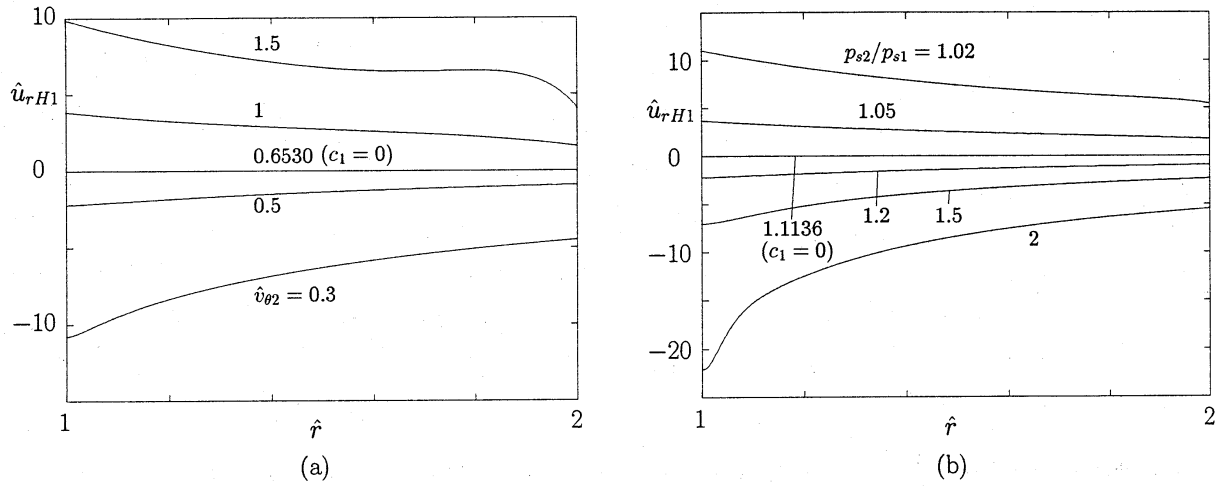 10
1.5
û_{rH1}
1
0.6530 (c_1 = 0)
0
0.5
v̂_{θ2} = 0.3
−10
1
r̂
2
(a)
10
p_{s2}/p_{s1} = 1.02
û_{rH1}
1.05
0
1.1136
(c_1 = 0)
1.2
1.5
2
−10
−20
1
r̂
2
(b)